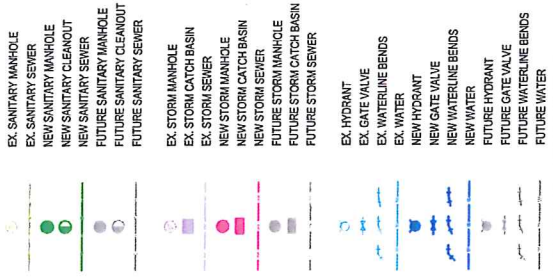 EX. SANITARY MANHOLE
EX. SANITARY SEWER
NEW SANITARY MANHOLE
NEW SANITARY CLEANOUT
NEW SANITARY SEWER
FUTURE SANITARY MANHOLE
FUTURE SANITARY CLEANOUT
FUTURE SANITARY SEWER
EX. STORM MANHOLE
EX. STORM CATCH BASIN
EX. STORM SEWER
NEW STORM MANHOLE
NEW STORM CATCH BASIN
NEW STORM SEWER
FUTURE STORM MANHOLE
FUTURE STORM CATCH BASIN
FUTURE STORM SEWER
EX. HYDRANT
EX. GATE VALVE
EX. WATERLINE BENDS
EX. WATER
NEW HYDRANT
NEW GATE VALVE
NEW WATERLINE BENDS
NEW WATER
FUTURE HYDRANT
FUTURE GATE VALVE
FUTURE WATERLINE BENDS
FUTURE WATER